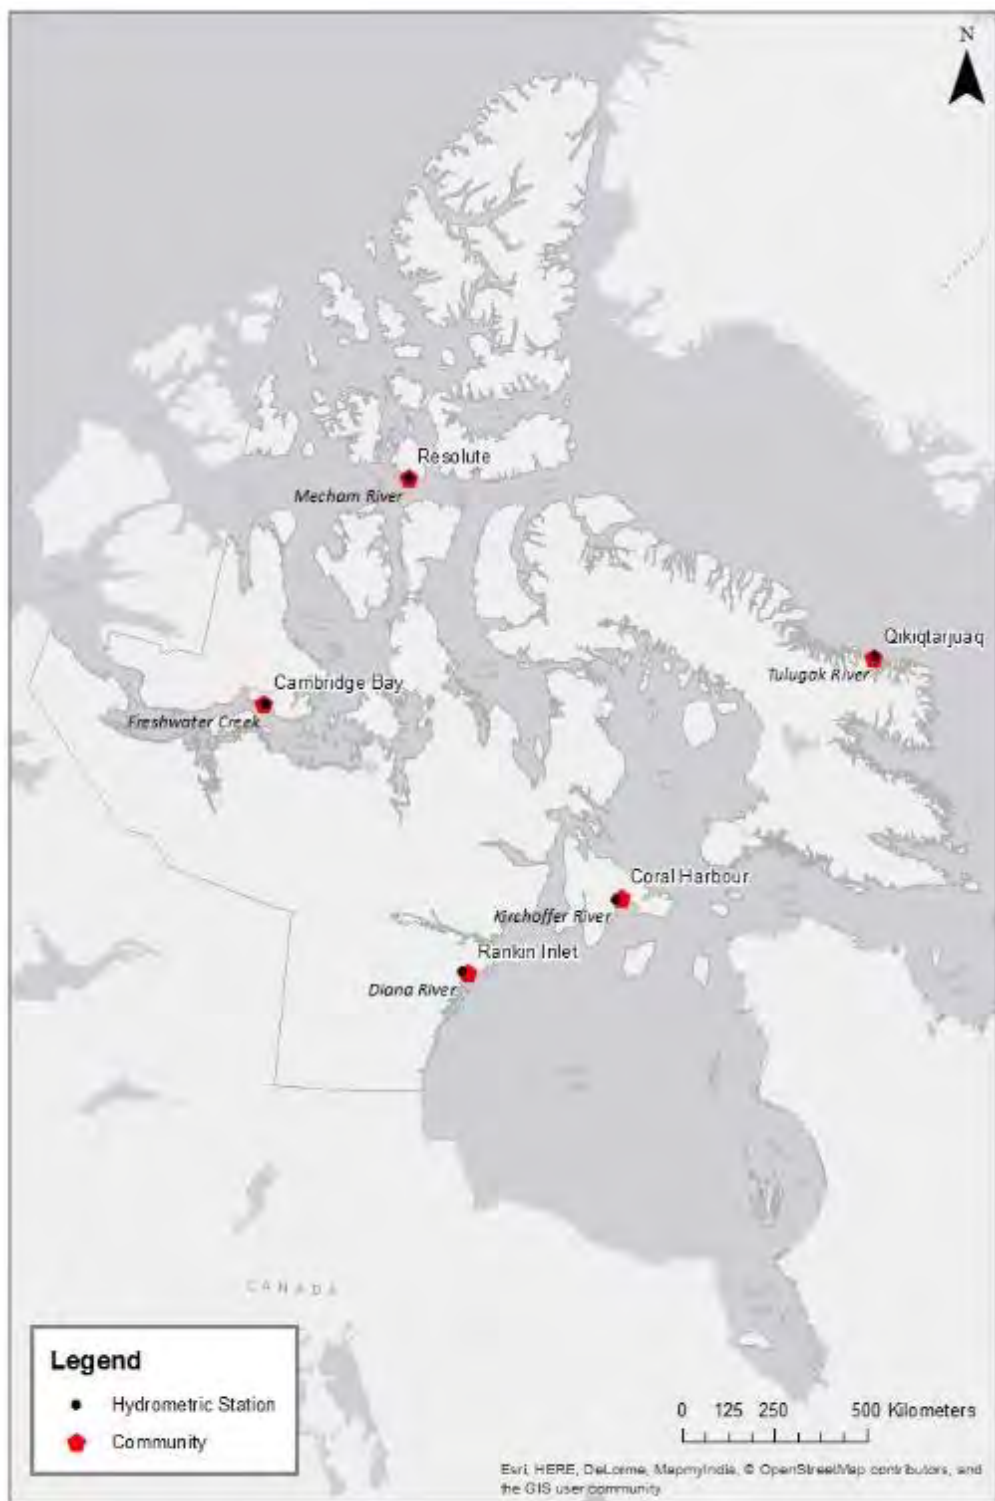 N
Resolute
Mecham River
Qikiqtarjuaq
Tulugak River
Cambridge Bay
Freshwater Creek
Coral Harbour
Kirchoffer River
Rankin Inlet
Diana River
CANADA
Legend
Hydrometric Station
Community
0 125 250 500 Kilometers
Esri, HERE, DeLorme, MapmyIndia, © OpenStreetMap contributors, and
the GIS user community